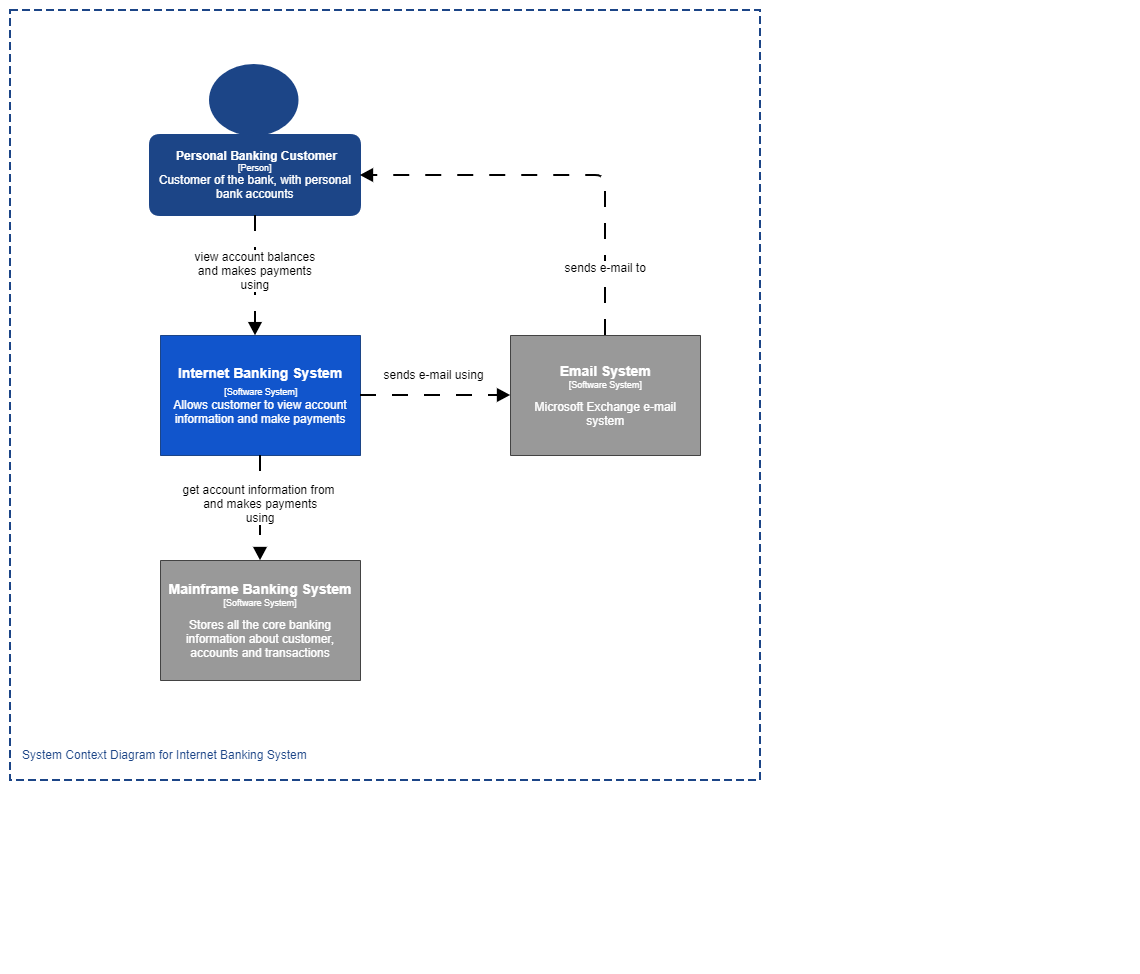 Personal Banking Customer
[Person]
Customer of the bank, with personal
bank accounts
view account balances
and makes payments
using
sends e-mail to
Internet Banking System
[Software System]
Allows customer to view account
information and make payments
sends e-mail using
Email System
[Software System]
Microsoft Exchange e-mail
system
get account information from
and makes payments
using
Mainframe Banking System
[Software System]
Stores all the core banking
information about customer,
accounts and transactions
System Context Diagram for Internet Banking System